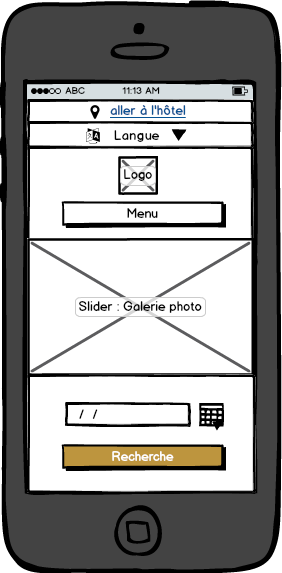 ABC 11:13 AM
aller à l'hôtel
Langue
Logo
Menu
Slider : Galerie photo
/ /
Recherche